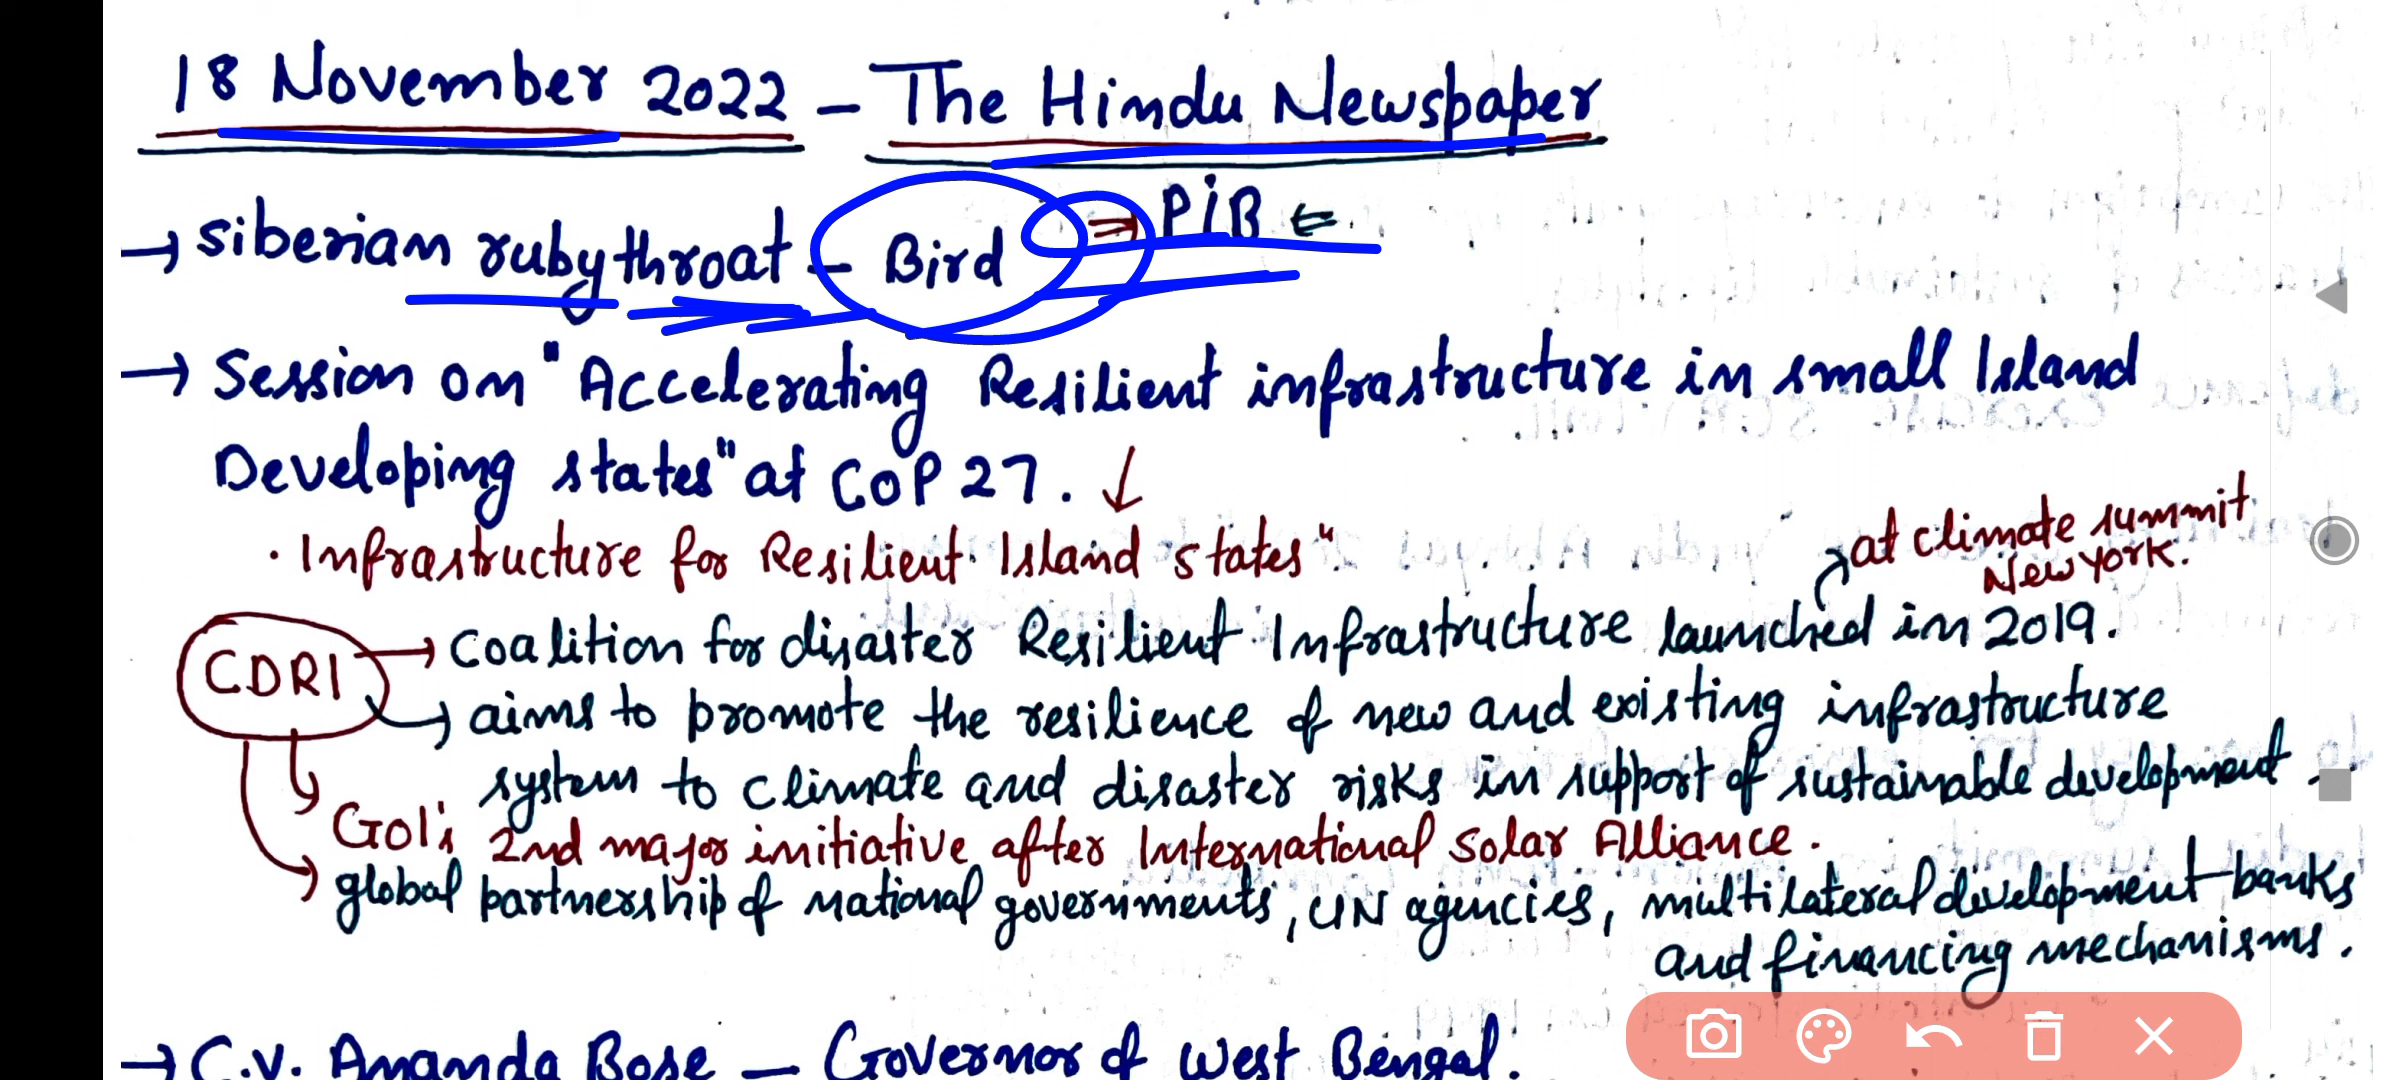 18 November 2022 – The Hindu Newspaper
→ Siberian rubythroat – Bird ⇒ PIB ⇐
→ Session on "Accelerating Resilient infrastructure in small Island
Developing states" at COP 27. ↓
· Infrastructure for Resilient Island states".
at climate summit
New York.
CDRI → Coalition for disaster Resilient Infrastructure launched in 2019.
→ aims to promote the resilience of new and existing infrastructure
system to climate and disaster risks in support of sustainable development.
GoI's 2nd major initiative after International Solar Alliance.
global partnership of national governments, UN agencies, multilateral development banks
and financing mechanisms.
→ C.V. Ananda Bose – Governor of West Bengal.